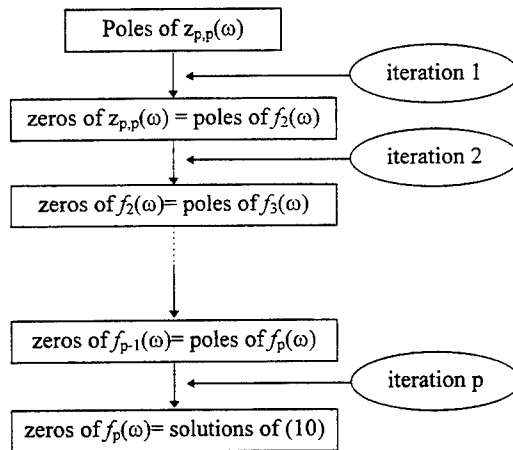 Poles of z_{p,p}(ω)
iteration 1
zeros of z_{p,p}(ω) = poles of f_2(ω)
iteration 2
zeros of f_2(ω)= poles of f_3(ω)
zeros of f_{p-1}(ω)= poles of f_p(ω)
iteration p
zeros of f_p(ω)= solutions of (10)